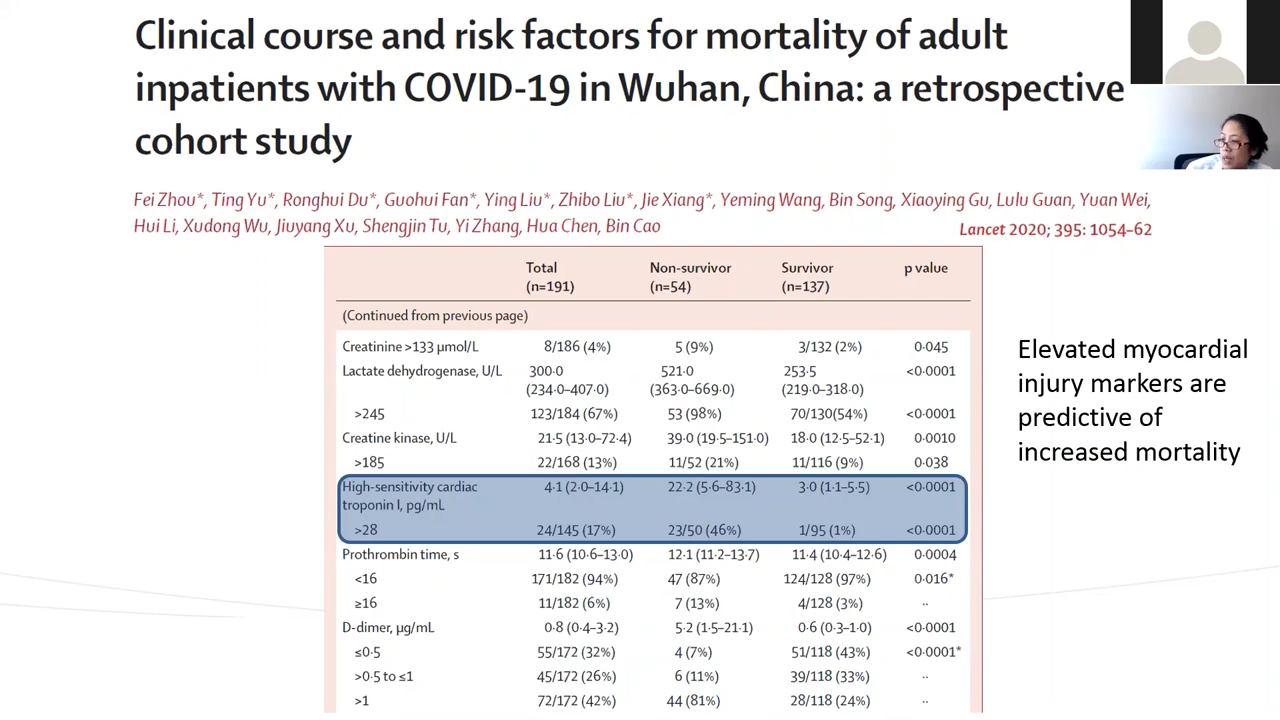 Clinical course and risk factors for mortality of adult
inpatients with COVID-19 in Wuhan, China: a retrospective
cohort study
Fei Zhou*, Ting Yu*, Ronghui Du*, Guohui Fan*, Ying Liu*, Zhibo Liu*, Jie Xiang*, Yeming Wang, Bin Song, Xiaoying Gu, Lulu Guan, Yuan Wei,
Hui Li, Xudong Wu, Jiuyang Xu, Shengjin Tu, Yi Zhang, Hua Chen, Bin Cao
Lancet 2020; 395: 1054–62
Total Non-survivor Survivor p value
(n=191) (n=54) (n=137)
(Continued from previous page)
Creatinine >133 μmol/L 8/186 (4%) 5 (9%) 3/132 (2%) 0·045
Lactate dehydrogenase, U/L 300·0 521·0 253·5 <0·0001
(234·0–407·0) (363·0–669·0) (219·0–318·0)
>245 123/184 (67%) 53 (98%) 70/130(54%) <0·0001
Creatine kinase, U/L 21·5 (13·0–72·4) 39·0 (19·5–151·0) 18·0 (12·5–52·1) 0·0010
>185 22/168 (13%) 11/52 (21%) 11/116 (9%) 0·038
High-sensitivity cardiac 4·1 (2·0–14·1) 22·2 (5·6–83·1) 3·0 (1·1–5·5) <0·0001
troponin I, pg/mL
>28 24/145 (17%) 23/50 (46%) 1/95 (1%) <0·0001
Prothrombin time, s 11·6 (10·6–13·0) 12·1 (11·2–13·7) 11·4 (10·4–12·6) 0·0004
<16 171/182 (94%) 47 (87%) 124/128 (97%) 0·016*
≥16 11/182 (6%) 7 (13%) 4/128 (3%) ··
D-dimer, μg/mL 0·8 (0·4–3·2) 5·2 (1·5–21·1) 0·6 (0·3–1·0) <0·0001
≤0·5 55/172 (32%) 4 (7%) 51/118 (43%) <0·0001*
>0·5 to ≤1 45/172 (26%) 6 (11%) 39/118 (33%) ··
>1 72/172 (42%) 44 (81%) 28/118 (24%) ··
Elevated myocardial
injury markers are
predictive of
increased mortality